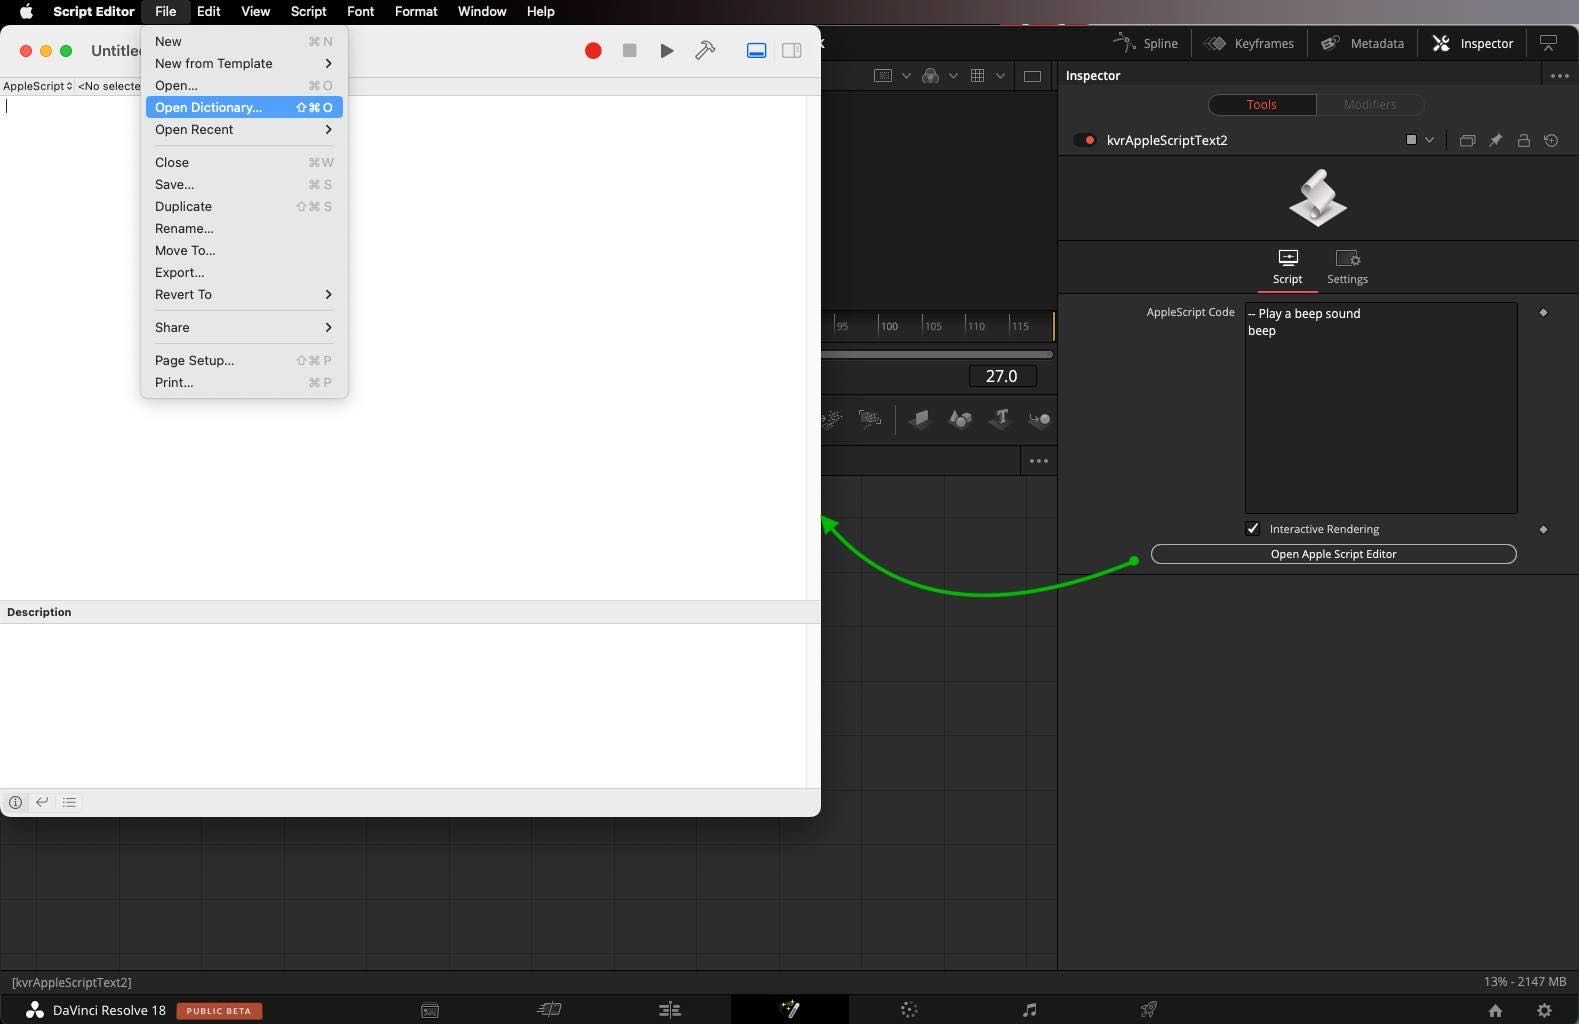 Script Editor File Edit View Script Font Format Window Help
Untitle
AppleScript <No selecte
New ⌘ N
New from Template
Open... ⌘ O
Open Dictionary... ⇧ ⌘ O
Open Recent
Close ⌘ W
Save... ⌘ S
Duplicate ⇧ ⌘ S
Rename...
Move To...
Export...
Revert To
Share
Page Setup... ⇧ ⌘ P
Print... ⌘ P
Description
Spline Keyframes Metadata Inspector
Inspector
Tools Modifiers
kvrAppleScriptText2
Script Settings
AppleScript Code
-- Play a beep sound
beep
Interactive Rendering
Open Apple Script Editor
95 100 105 110 115
27.0
[kvrAppleScriptText2] 13% - 2147 MB
DaVinci Resolve 18 PUBLIC BETA